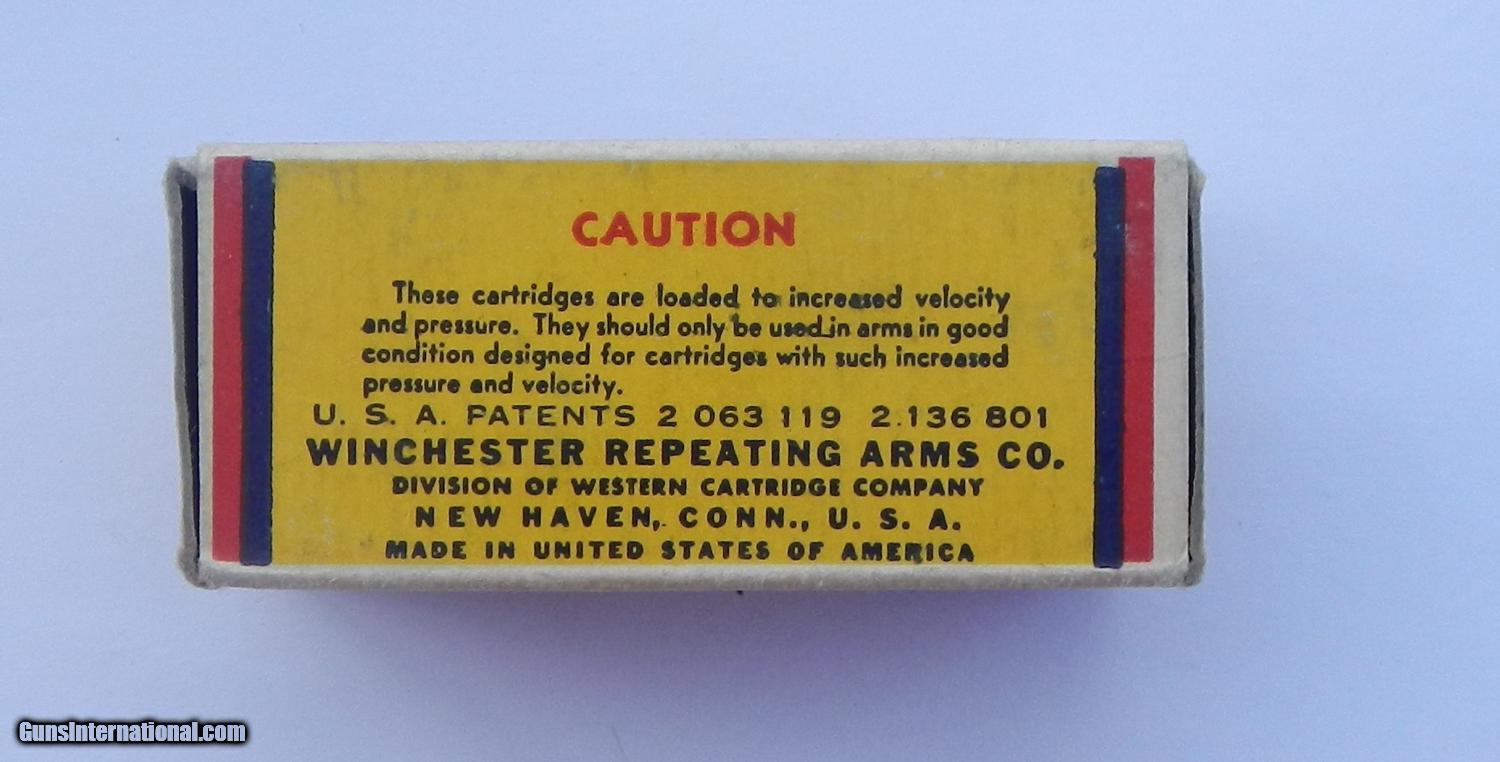 CAUTION
These cartridges are loaded to increased velocity
and pressure. They should only be used in arms in good
condition designed for cartridges with such increased
pressure and velocity.
U. S. A. PATENTS 2 063 119 2.136 801
WINCHESTER REPEATING ARMS CO.
DIVISION OF WESTERN CARTRIDGE COMPANY
NEW HAVEN, CONN., U. S. A.
MADE IN UNITED STATES OF AMERICA
GunsInternational.com